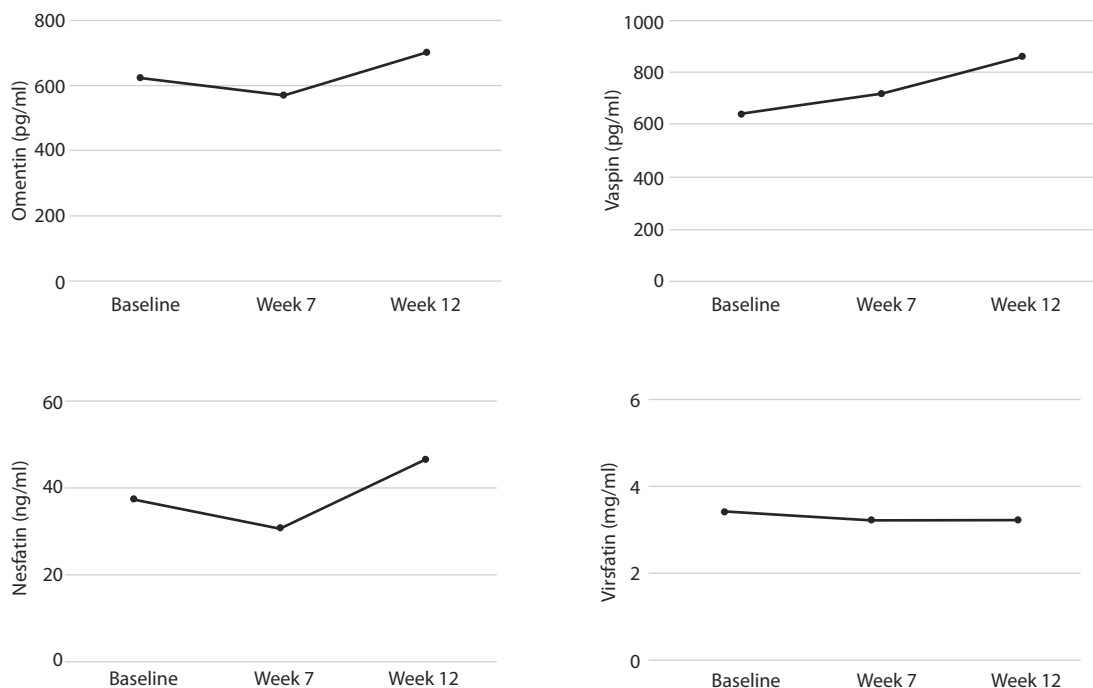 800
600
400
200
0
Omentin (pg/ml)
Baseline Week 7 Week 12
1000
800
600
400
200
0
Vaspin (pg/ml)
Baseline Week 7 Week 12
60
40
20
0
Nesfatin (ng/ml)
Baseline Week 7 Week 12
6
4
2
0
Virsfatin (mg/ml)
Baseline Week 7 Week 12